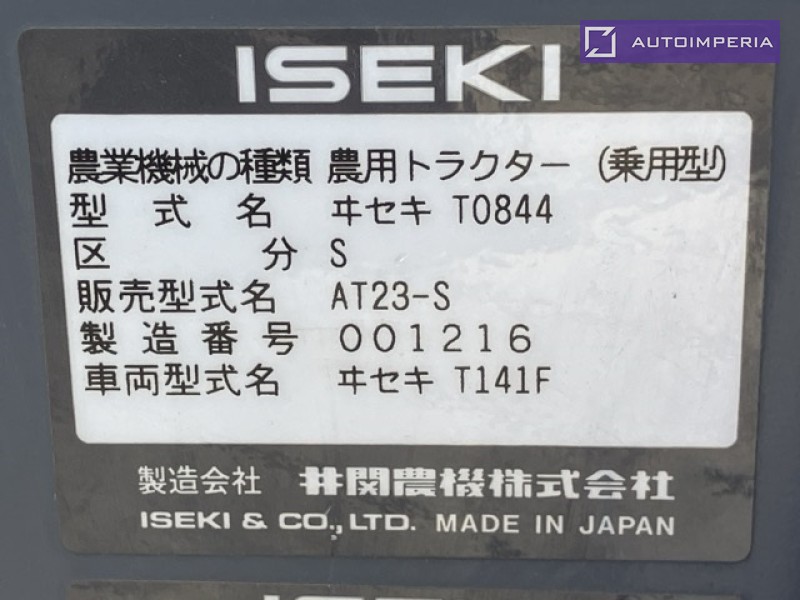 AUTOIMPERIA
ISEKI
農業機械の種類 農用トラクター (乗用型)
型式名 ヰセキ T0844
区分 S
販売型式名 AT23-S
製造番号 001216
車両型式名 ヰセキ T141F
製造会社 井関農機株式会社
ISEKI & CO., LTD. MADE IN JAPAN